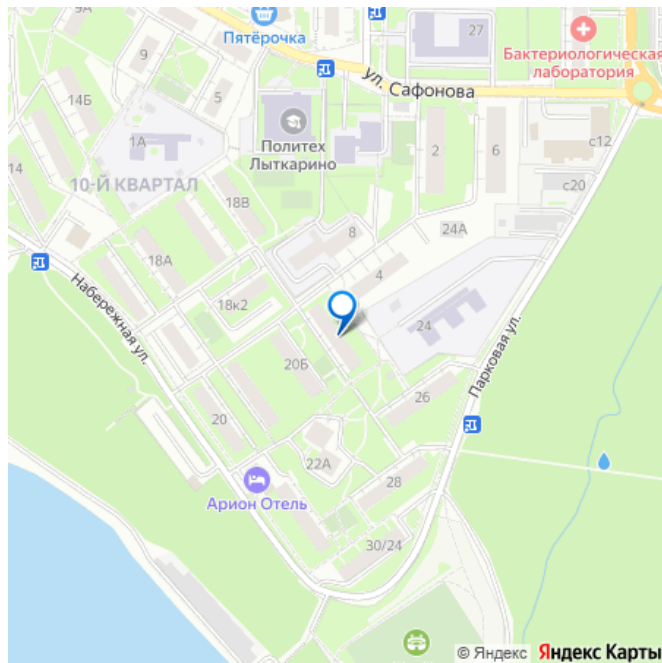 9А
Пятёрочка
27
Бактериологическая
лаборатория
9
14Б
5
ул. Сафонова
1А
Политех
Лыткарино
2
6
с12
14
10-Й КВАРТАЛ
с20
18В
8
24А
18А
4
Набережная ул.
18к2
24
Парковая ул.
20Б
26
20
22А
28
Арион Отель
30/24
© Яндекс Яндекс Карты